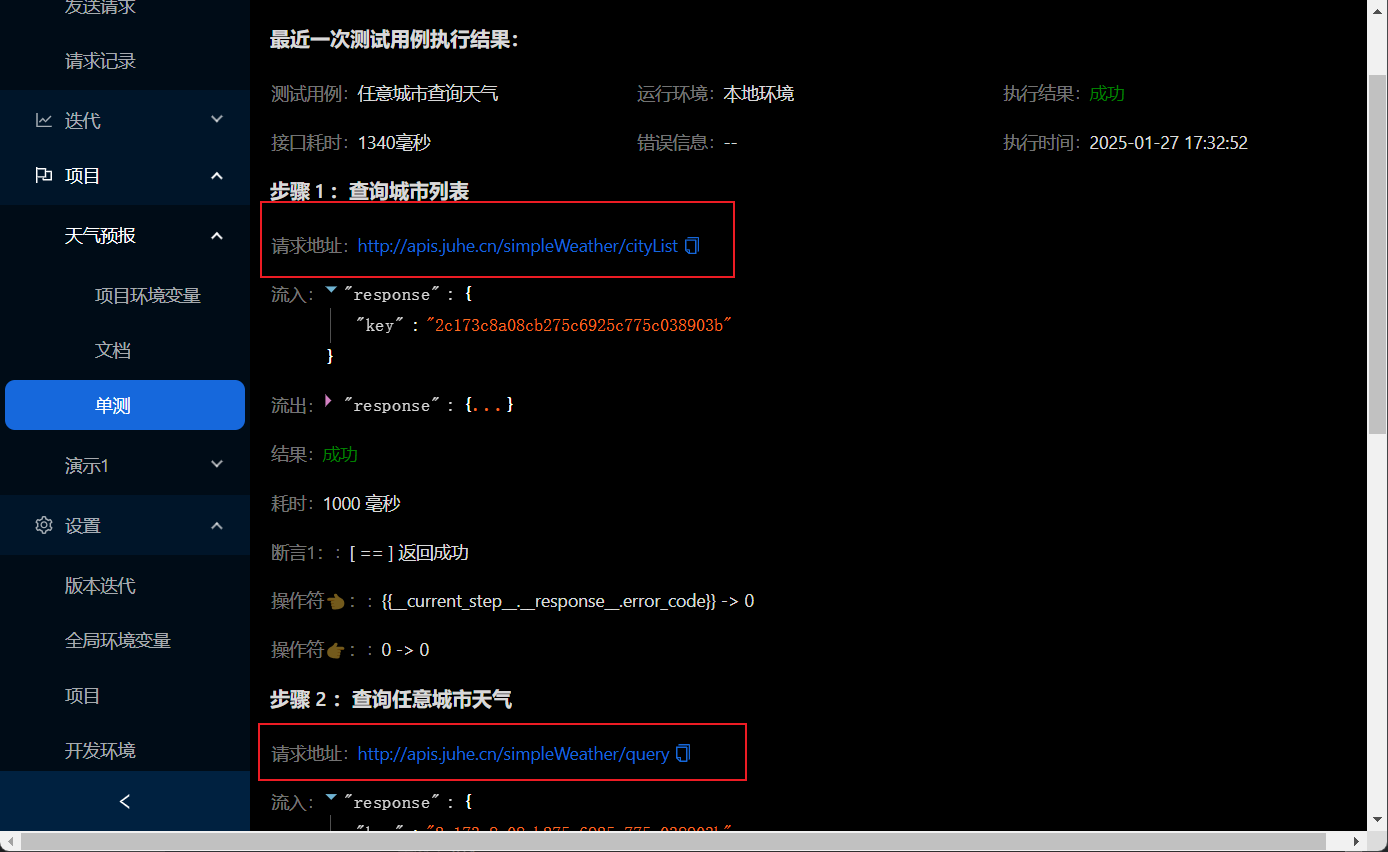 发送请求
请求记录
迭代
项目
天气预报
项目环境变量
文档
单测
演示1
设置
版本迭代
全局环境变量
项目
开发环境
最近一次测试用例执行结果：
测试用例：任意城市查询天气 运行环境：本地环境 执行结果：成功
接口耗时：1340毫秒 错误信息：-- 执行时间：2025-01-27 17:32:52
步骤 1 ：查询城市列表
请求地址：http://apis.juhe.cn/simpleWeather/cityList
流入： "response" : {
"key" : "2c173c8a08cb275c6925c775c038903b"
}
流出： "response" : {...}
结果：成功
耗时：1000 毫秒
断言1：: [ == ] 返回成功
操作符👈：: {{__current_step__.__response__.error_code}} -> 0
操作符👉：: 0 -> 0
步骤 2 ：查询任意城市天气
请求地址：http://apis.juhe.cn/simpleWeather/query
流入： "response" : {